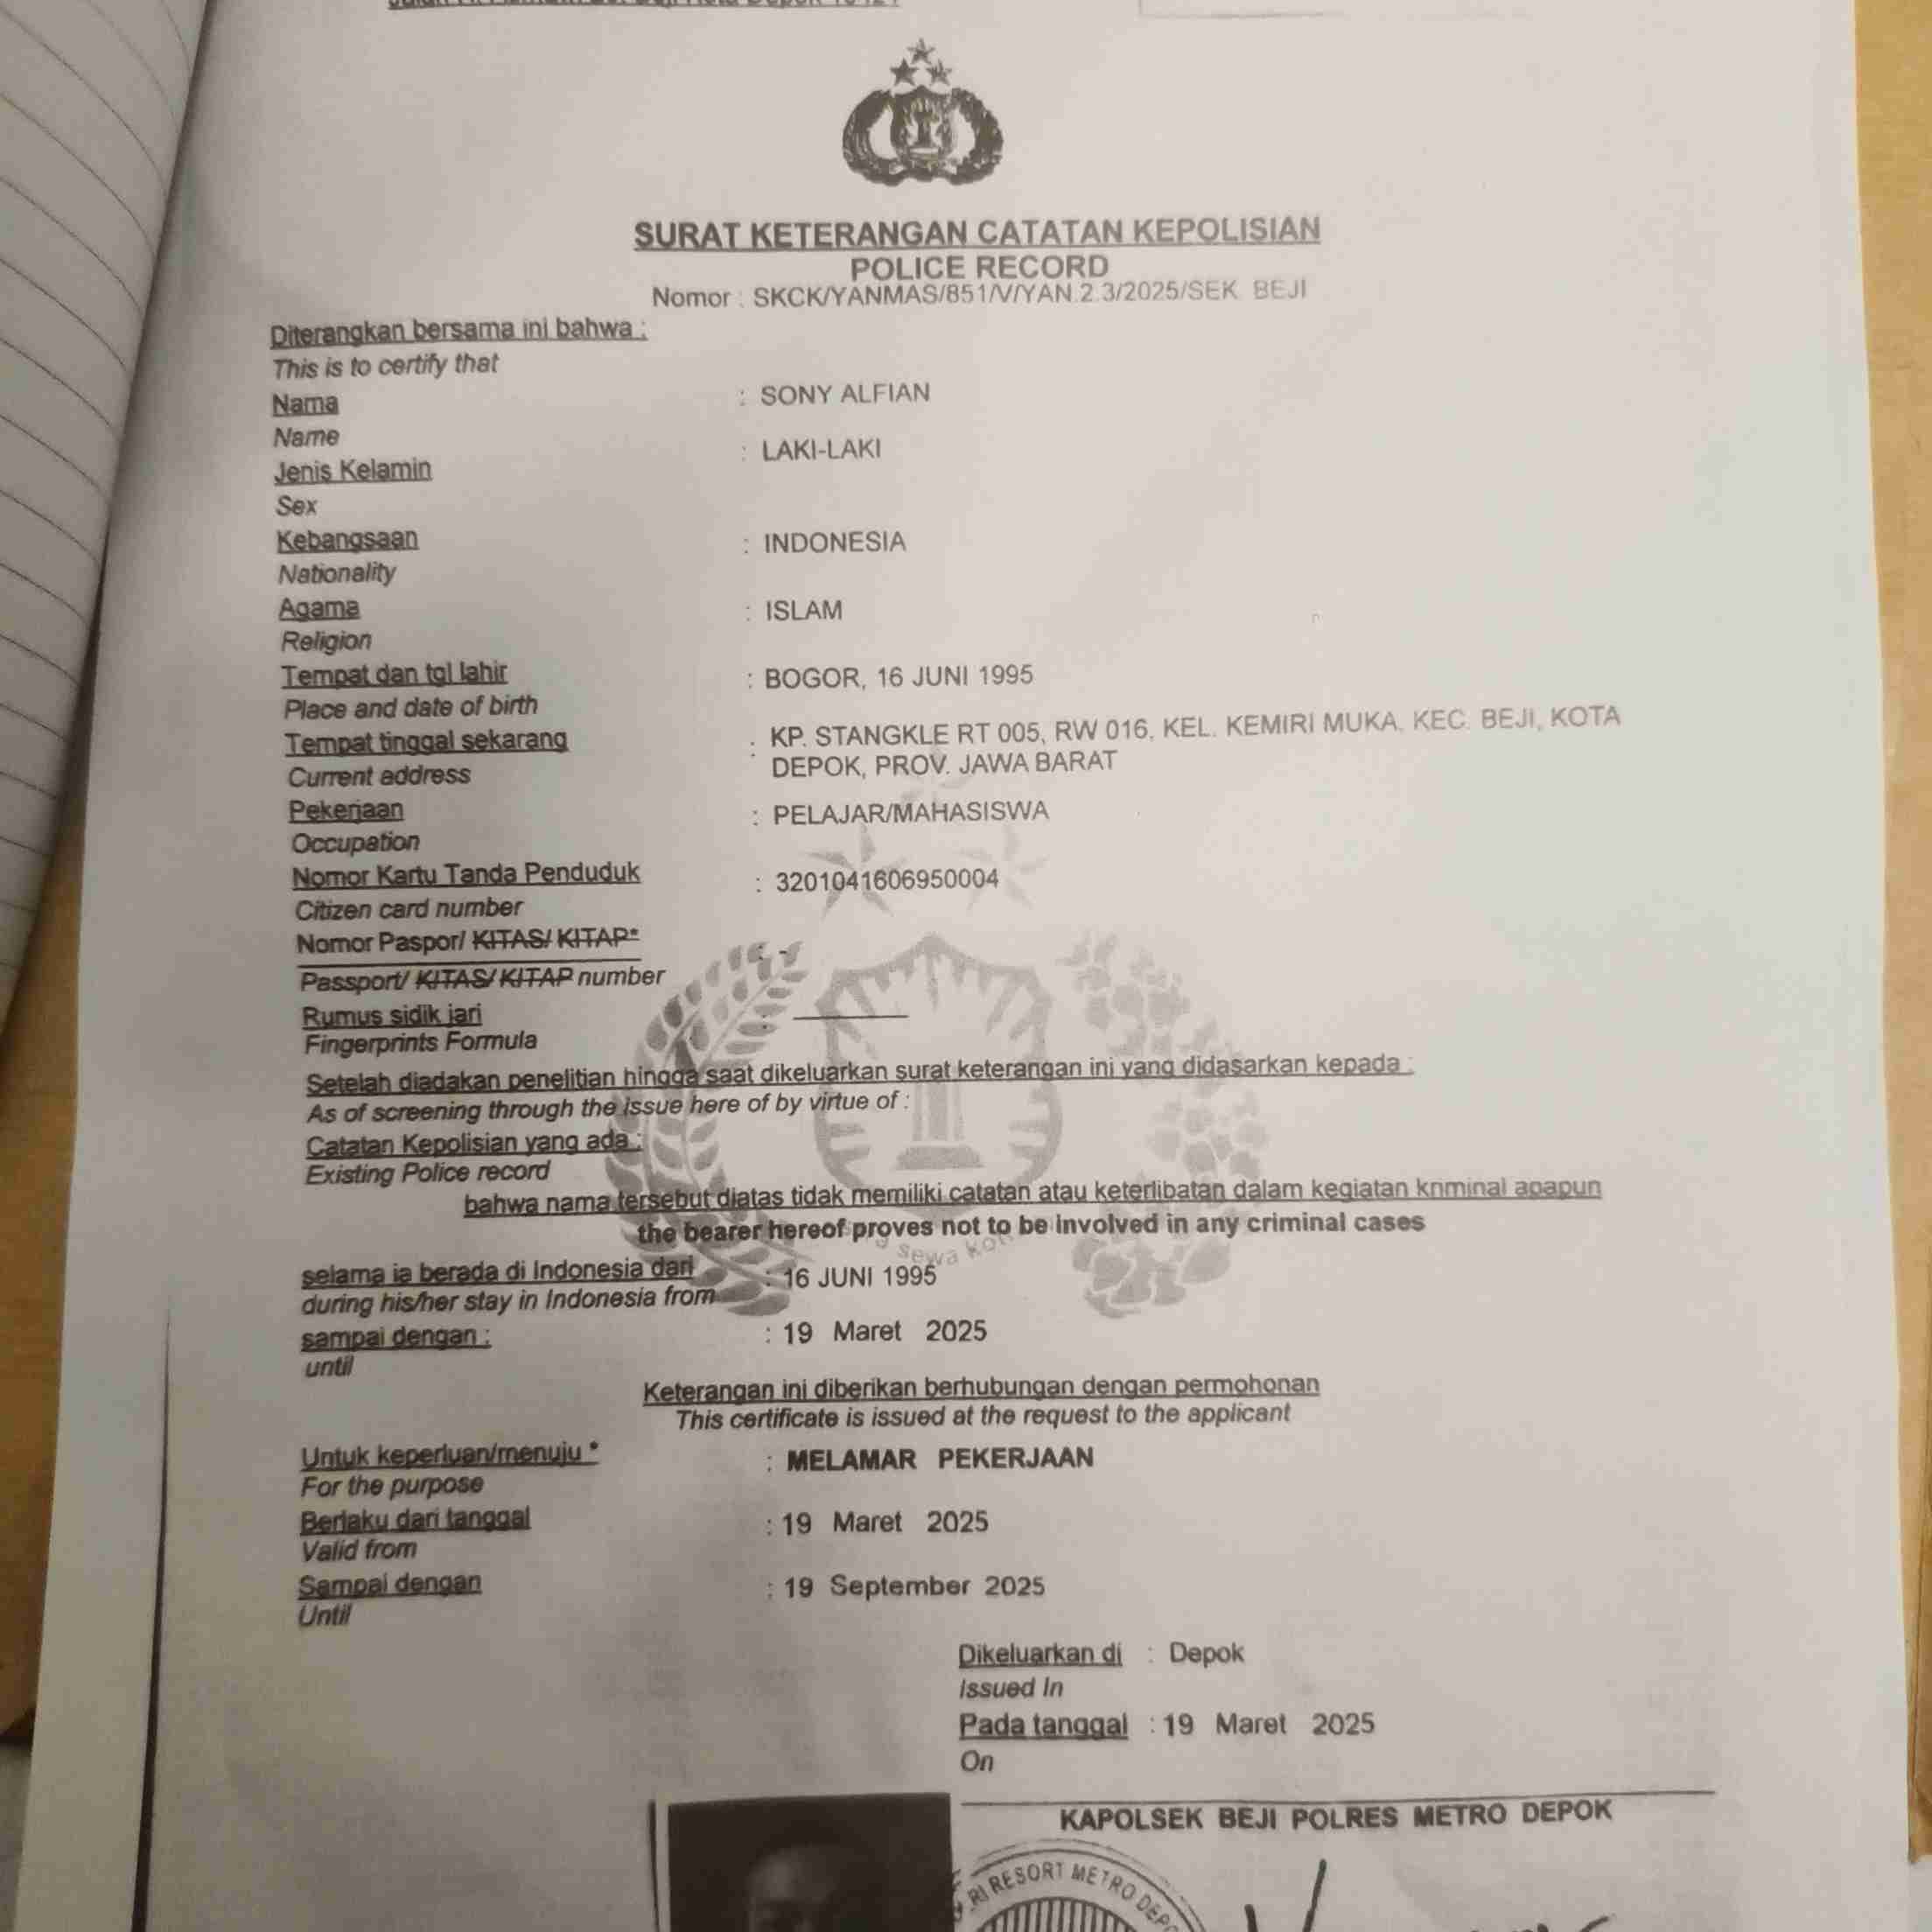 SURAT KETERANGAN CATATAN KEPOLISIAN
POLICE RECORD
Nomor : SKCK/YANMAS/851/V/YAN.2.3/2025/SEK. BEJI
Diterangkan bersama ini bahwa :
This is to certify that
Nama : SONY ALFIAN
Name
Jenis Kelamin : LAKI-LAKI
Sex
Kebangsaan : INDONESIA
Nationality
Agama : ISLAM
Religion
Tempat dan tgl lahir : BOGOR, 16 JUNI 1995
Place and date of birth
Tempat tinggal sekarang : KP. STANGKLE RT 005, RW 016, KEL. KEMIRI MUKA, KEC. BEJI, KOTA
Current address DEPOK, PROV. JAWA BARAT
Pekerjaan : PELAJAR/MAHASISWA
Occupation
Nomor Kartu Tanda Penduduk : 3201041606950004
Citizen card number
Nomor Paspor/ KITAS/ KITAP* : -
Passport/ KITAS/ KITAP number
Rumus sidik jari :
Fingerprints Formula
Setelah diadakan penelitian hingga saat dikeluarkan surat keterangan ini yang didasarkan kepada :
As of screening through the issue here of by virtue of :
Catatan Kepolisian yang ada :
Existing Police record
bahwa nama tersebut diatas tidak memiliki catatan atau keterlibatan dalam kegiatan kriminal apapun
the bearer hereof proves not to be involved in any criminal cases
selama ia berada di Indonesia dari : 16 JUNI 1995
during his/her stay in Indonesia from
sampai dengan : : 19 Maret 2025
until
Keterangan ini diberikan berhubungan dengan permohonan
This certificate is issued at the request to the applicant
Untuk keperluan/menuju * : MELAMAR PEKERJAAN
For the purpose
Berlaku dari tanggal : 19 Maret 2025
Valid from
Sampai dengan : 19 September 2025
Until
Dikeluarkan di : Depok
Issued In
Pada tanggal : 19 Maret 2025
On
KAPOLSEK BEJI POLRES METRO DEPOK
RI RESORT METRO DEPO